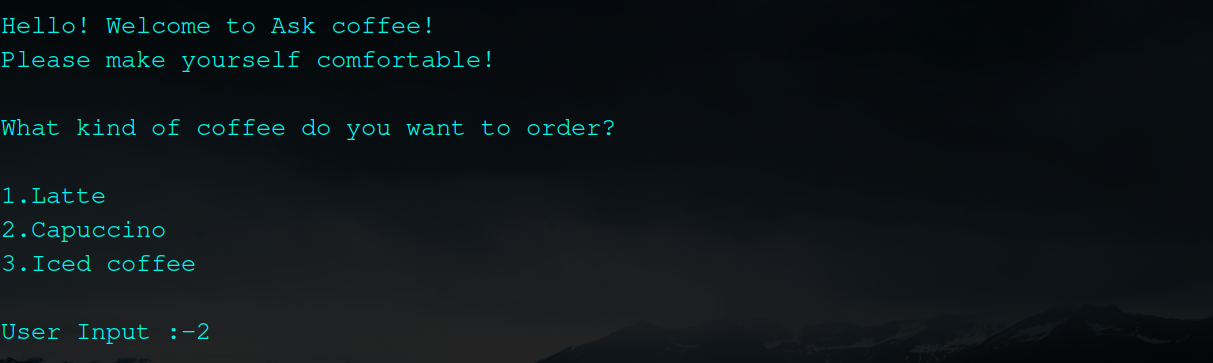 Hello! Welcome to Ask coffee!
Please make yourself comfortable!
What kind of coffee do you want to order?
1.Latte
2.Capuccino
3.Iced coffee
User Input :-2